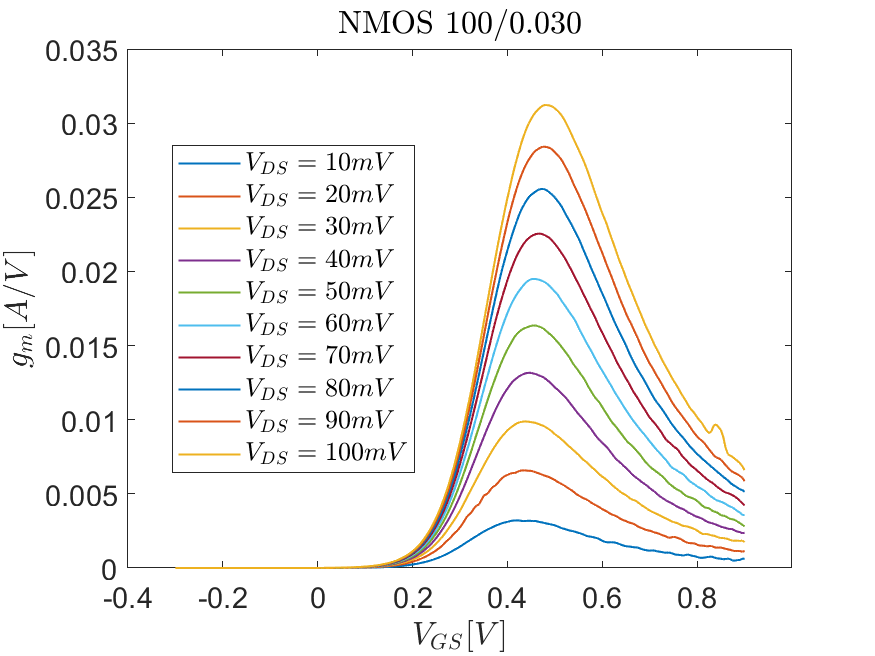 NMOS 100/0.030
0.035
0.03
0.025
0.02
0.015
0.01
0.005
0
g_m[A/V]
V_DS = 10mV
V_DS = 20mV
V_DS = 30mV
V_DS = 40mV
V_DS = 50mV
V_DS = 60mV
V_DS = 70mV
V_DS = 80mV
V_DS = 90mV
V_DS = 100mV
-0.4 -0.2 0 0.2 0.4 0.6 0.8
V_GS[V]